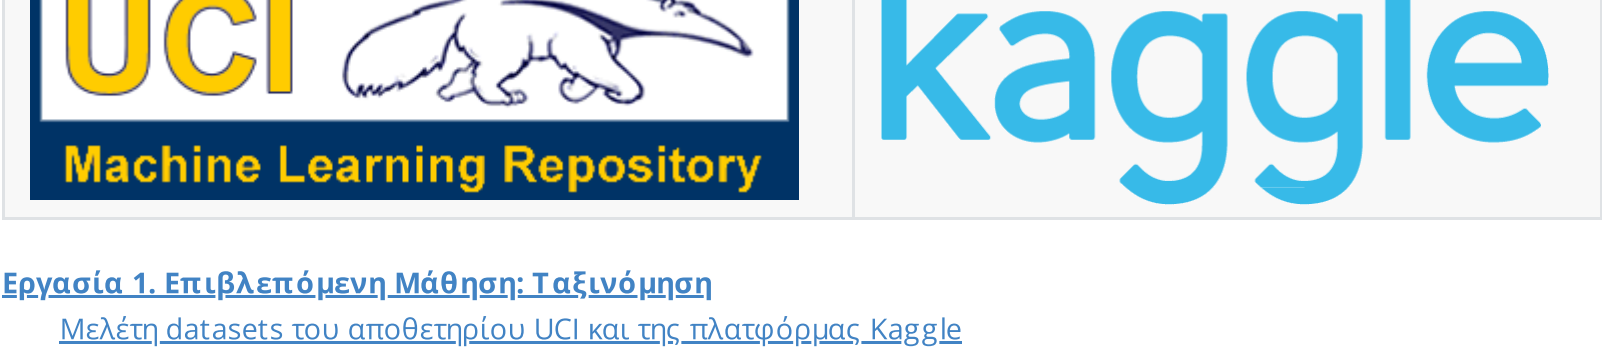 UCI
kaggle
Machine Learning Repository
Εργασία 1. Επιβλεπόμενη Μάθηση: Ταξινόμηση
Μελέτη datasets του αποθετηρίου UCI και της πλατφόρμας Kaggle